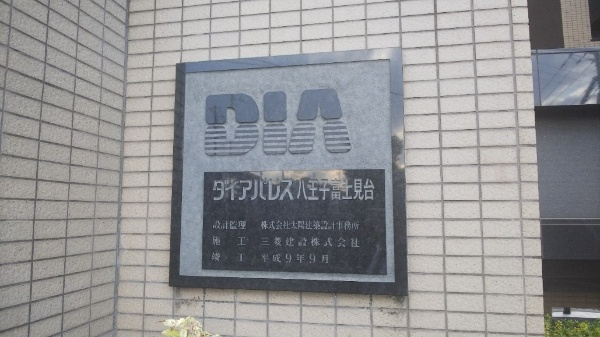 DIA
ダイアパレス八王子富士見台
設計監理 株式会社太陽建築設計事務所
施工 三菱建設株式会社
竣工 平成9年9月